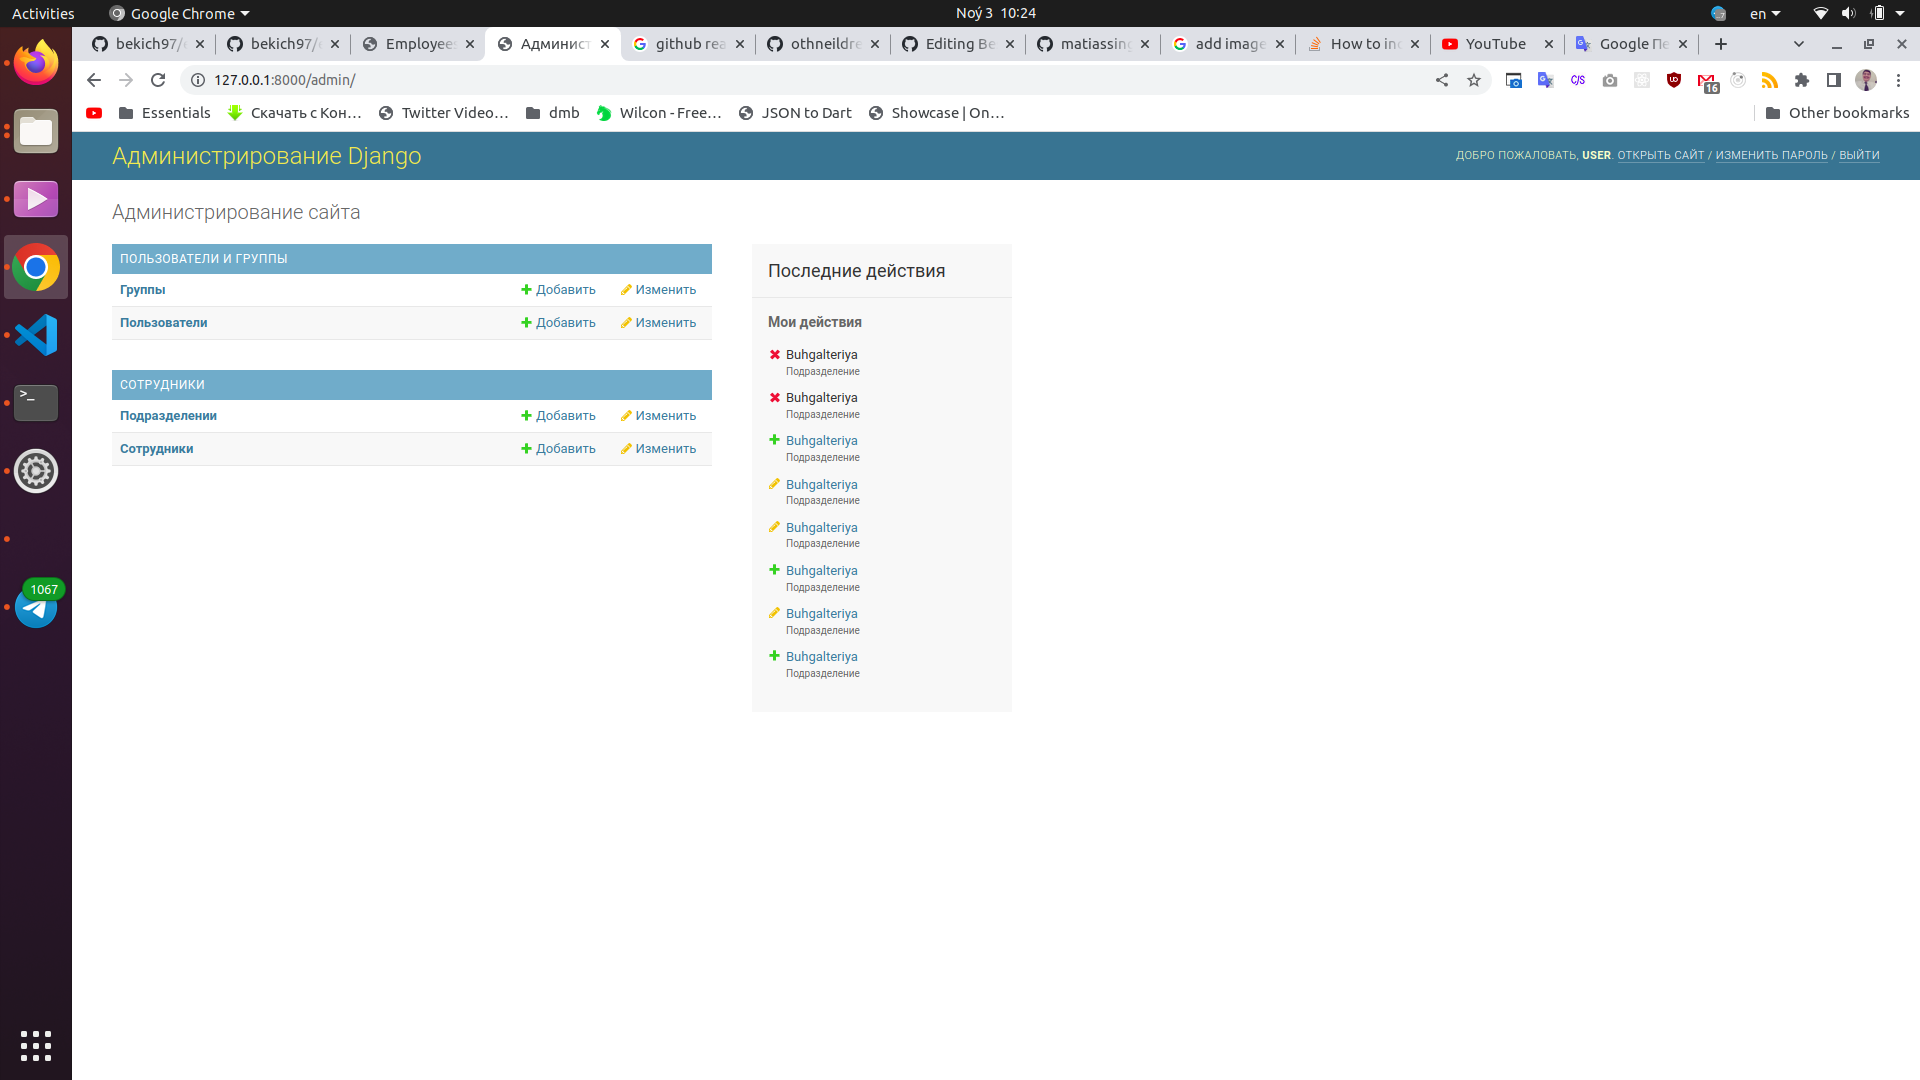 Activities
Google Chrome
Noý 3 10:24
en
bekich97/
bekich97/
Employees
Админист
github rea
othneildre
Editing Be
matiassing
add image
How to inc
YouTube
Google Пе
127.0.0.1:8000/admin/
16
Essentials
Скачать с Кон…
Twitter Video…
dmb
Wilcon - Free…
JSON to Dart
Showcase | On…
Other bookmarks
Администрирование Django
ДОБРО ПОЖАЛОВАТЬ, USER. ОТКРЫТЬ САЙТ / ИЗМЕНИТЬ ПАРОЛЬ / ВЫЙТИ
Администрирование сайта
ПОЛЬЗОВАТЕЛИ И ГРУППЫ
Группы Добавить Изменить
Пользователи Добавить Изменить
СОТРУДНИКИ
Подразделении Добавить Изменить
Сотрудники Добавить Изменить
Последние действия
Мои действия
Buhgalteriya
Подразделение
Buhgalteriya
Подразделение
Buhgalteriya
Подразделение
Buhgalteriya
Подразделение
Buhgalteriya
Подразделение
Buhgalteriya
Подразделение
Buhgalteriya
Подразделение
Buhgalteriya
Подразделение
1067